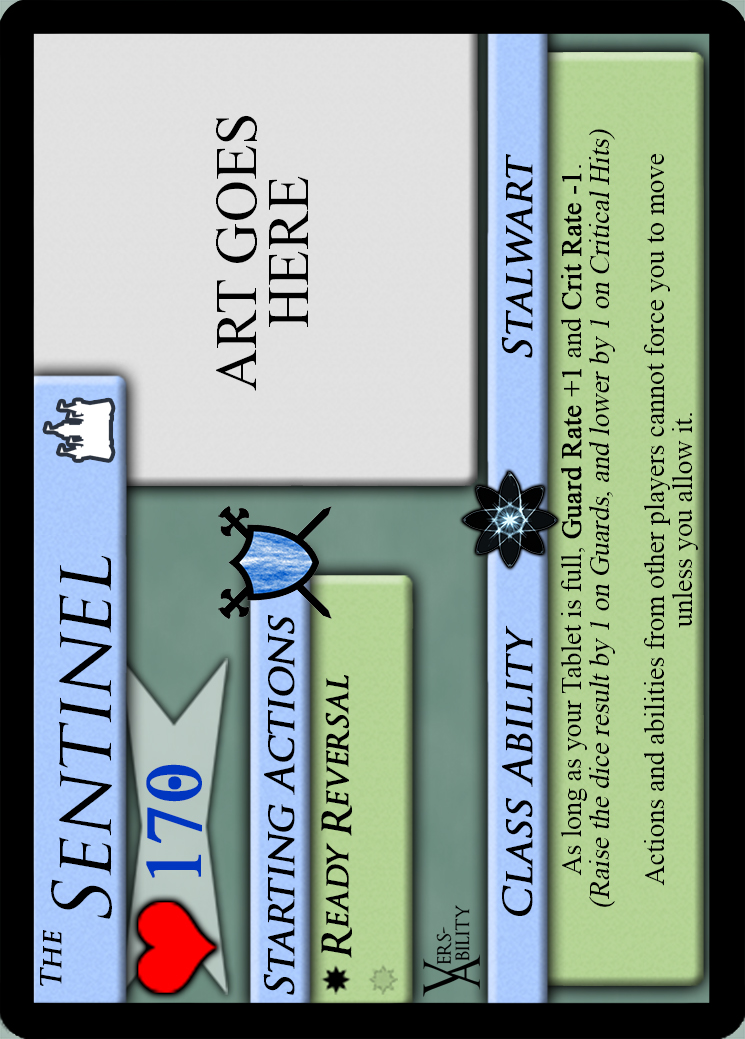 THE
SENTINEL
170
STARTING ACTIONS
READY REVERSAL
VERS-
ABILITY
ART GOES
HERE
CLASS ABILITY
STALWART
As long as your Tablet is full, Guard Rate +1 and Crit Rate -1.
(Raise the dice result by 1 on Guards, and lower by 1 on Critical Hits)
Actions and abilities from other players cannot force you to move
unless you allow it.